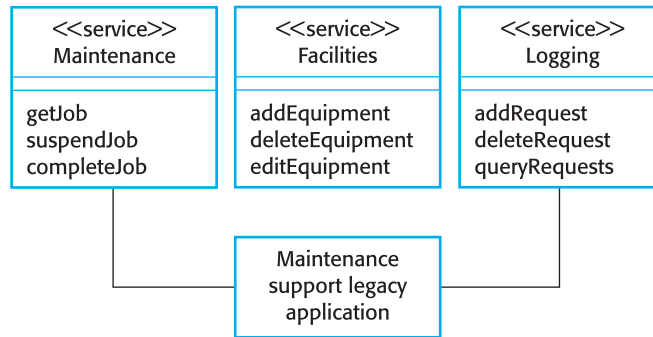 <<service>>
Maintenance
getJob
suspendJob
completeJob
<<service>>
Facilities
addEquipment
deleteEquipment
editEquipment
<<service>>
Logging
addRequest
deleteRequest
queryRequests
Maintenance
support legacy
application